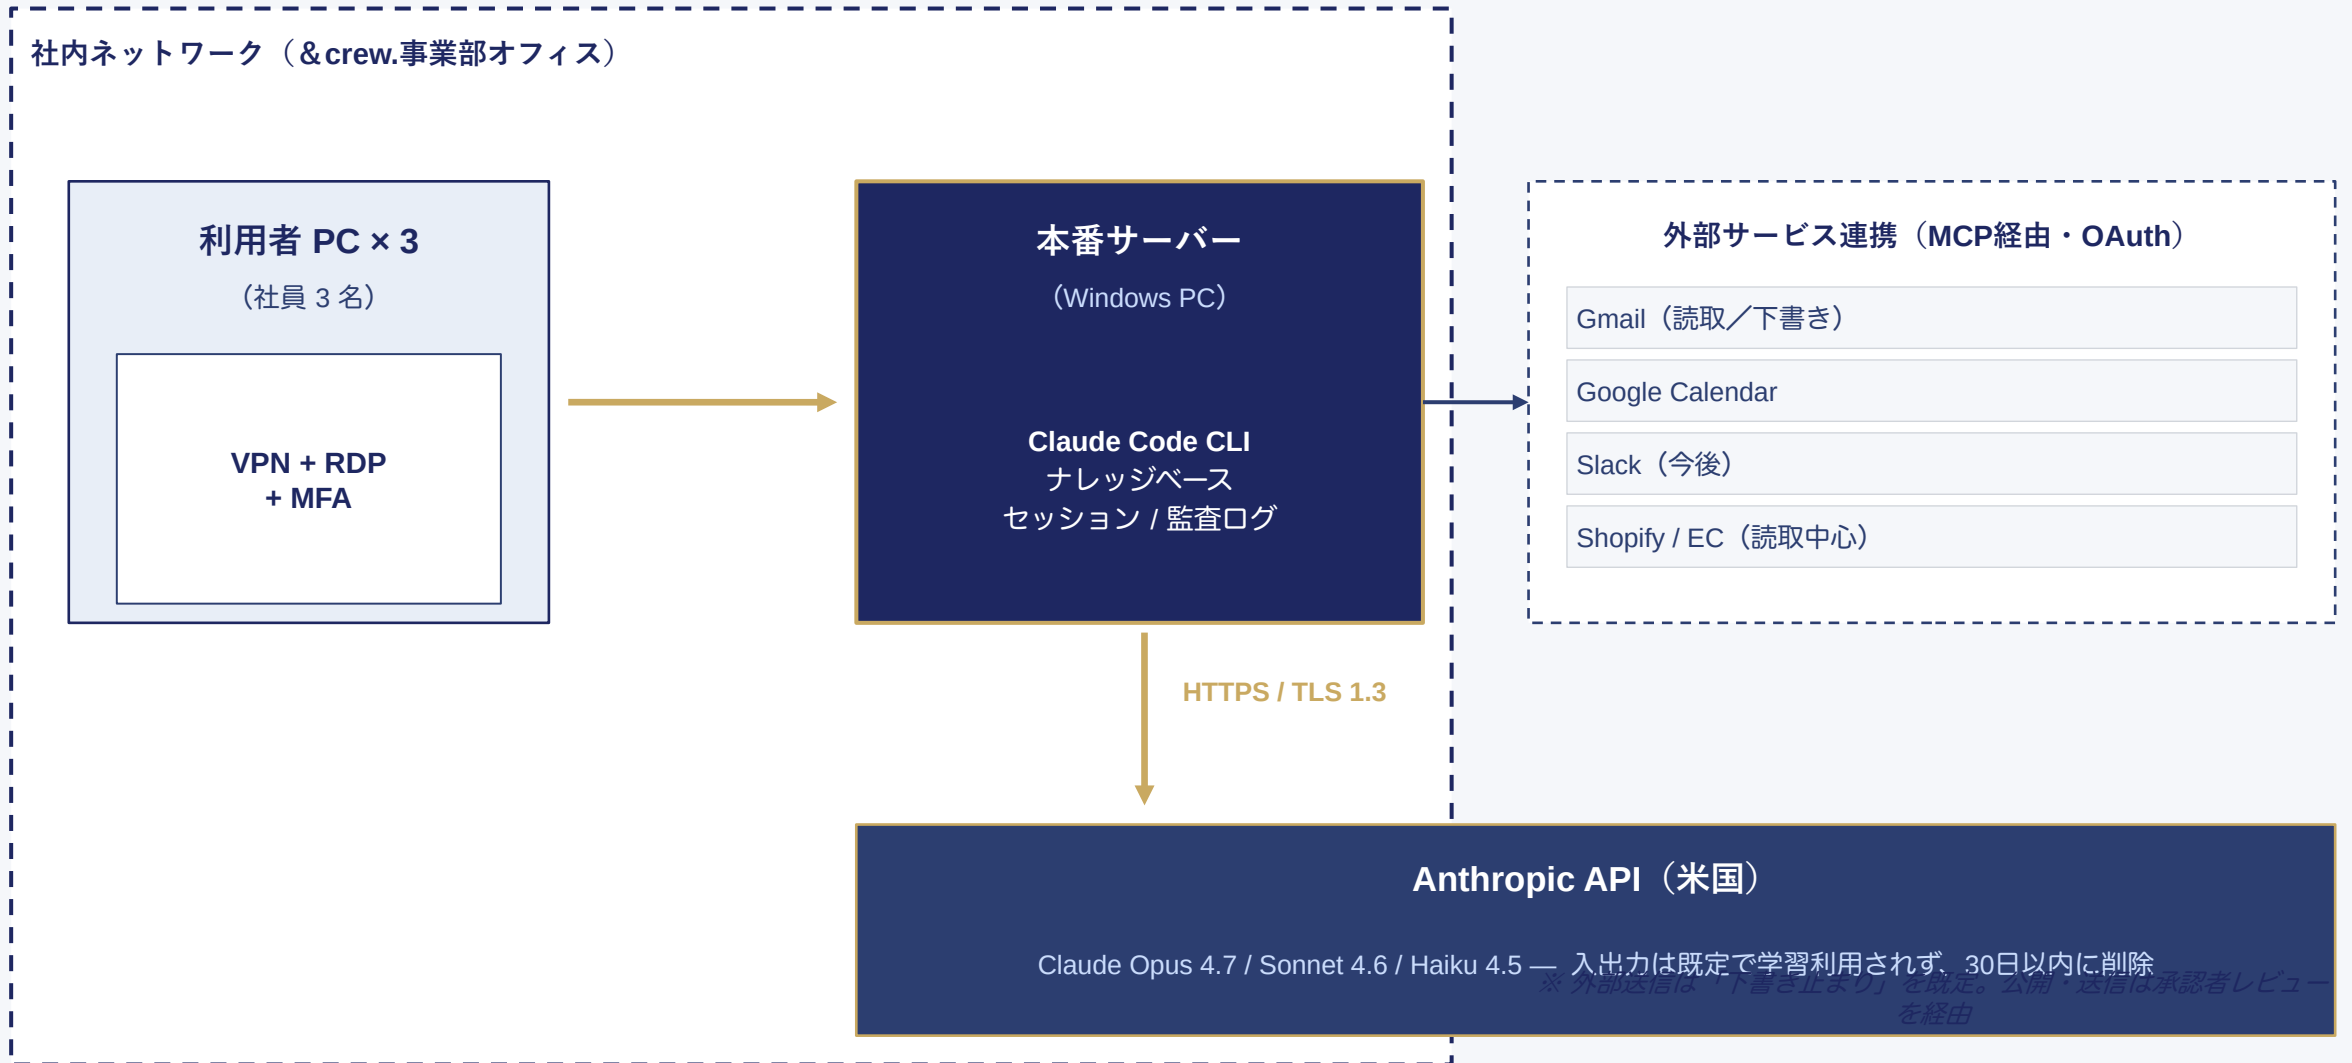 社内ネットワーク（＆crew.事業部オフィス）
利用者 PC × 3
（社員 3 名）
VPN + RDP
+ MFA
本番サーバー
（Windows PC）
Claude Code CLI
ナレッジベース
セッション / 監査ログ
外部サービス連携（MCP経由・OAuth）
Gmail（読取／下書き）
Google Calendar
Slack（今後）
Shopify / EC（読取中心）
HTTPS / TLS 1.3
Anthropic API（米国）
Claude Opus 4.7 / Sonnet 4.6 / Haiku 4.5 — 入出力は既定で学習利用されず、30日以内に削除
※ 外部送信は「下書き止まり」を既定。公開・送信は承認者レビュー
を経由